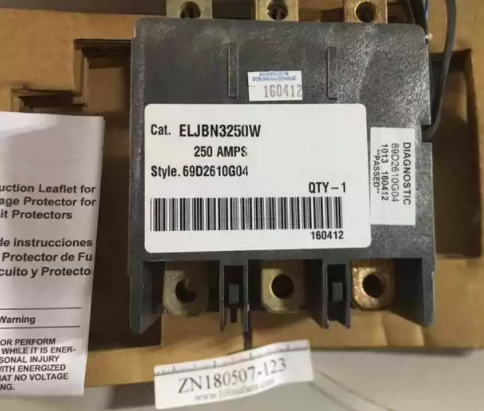 160412
Cat. ELJBN3250W
250 AMPS
Style. 69D2610G04
QTY-1
160412
DIAGNOSTIC
69D2610G04
1013 160412
"PASSED"
uction Leaflet for
age Protector for
it Protectors
de instrucciones
Protector de Fu
cuito y Protecto
Warning
OR PERFORM
WHILE IT IS ENER-
SONAL INJURY
WITH ENERGIZED
HAT NO VOLTAGE
NG.
ZN180507-123